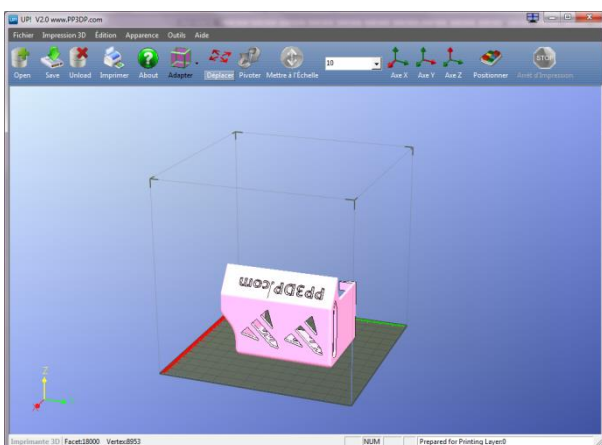 UP! V2.0 www.PP3DP.com
Fichier Impression 3D Édition Apparence Outils Aide
Open Save Unload Imprimer About Adapter Déplacer Pivoter Mettre à l'Échelle 10 Axe X Axe Y Axe Z Positionner STOP Arrêt d'Impression
PP3DP.com
Z
Imprimante 3D Facet:18000 Vertex:8953 NUM Prepared for Printing Layer:0